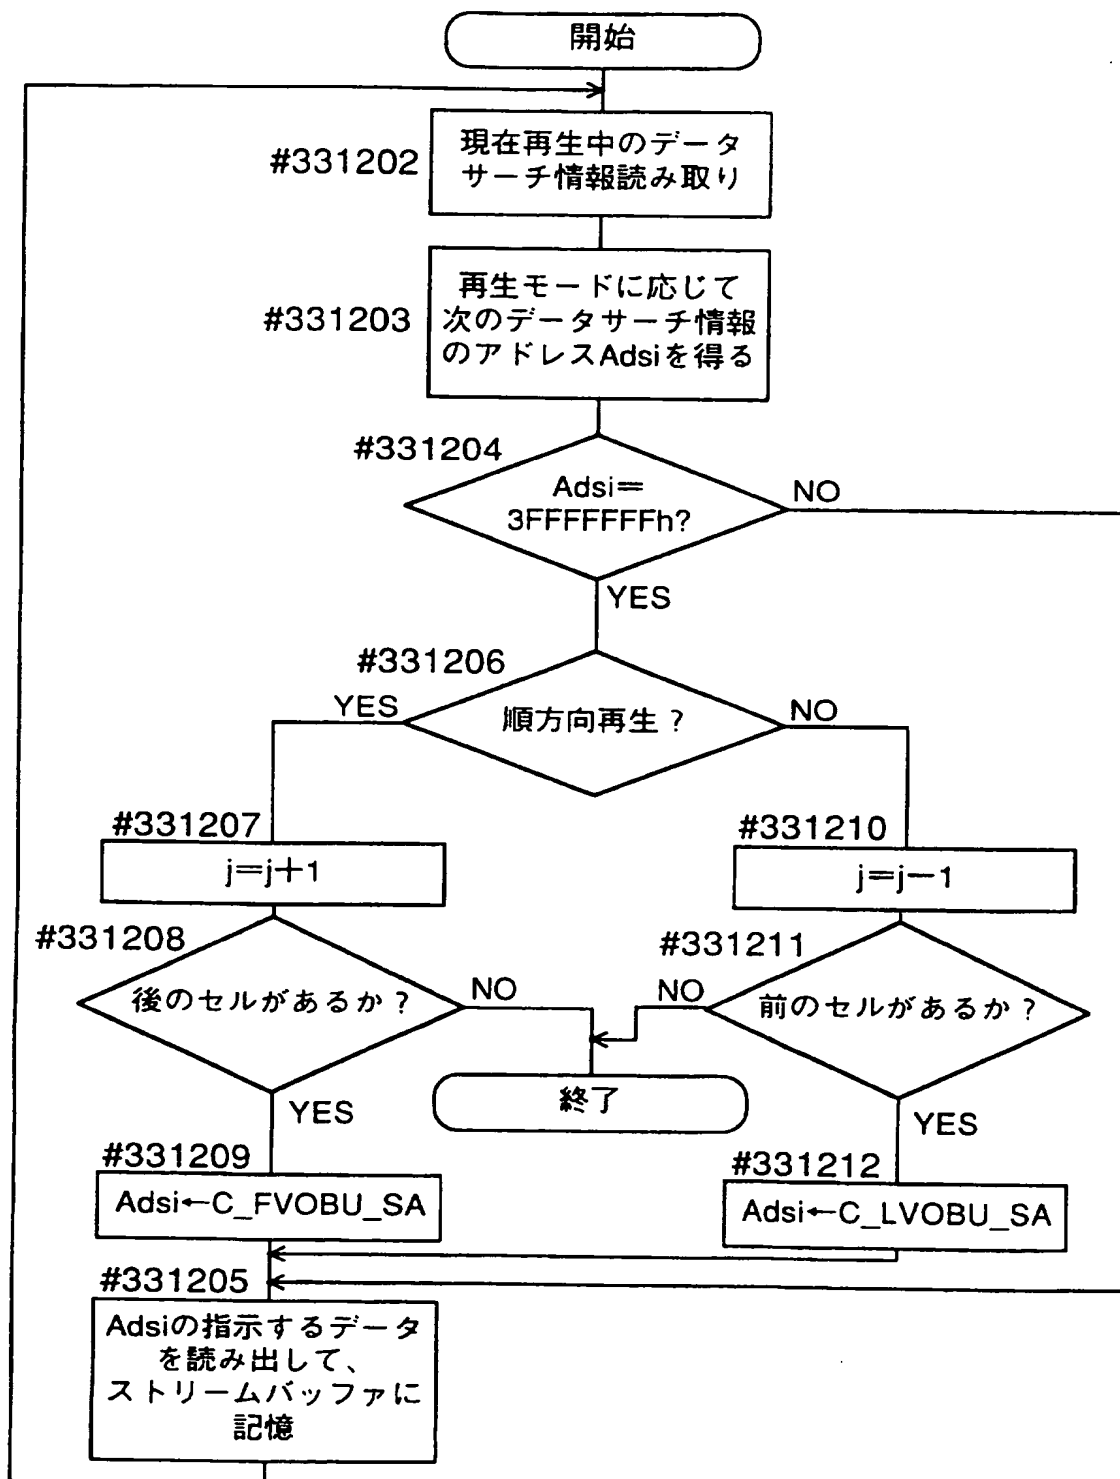 開始
#331202
現在再生中のデータ
サーチ情報読み取り
#331203
再生モードに応じて
次のデータサーチ情報
のアドレスAdsiを得る
#331204
Adsi=
3FFFFFFFh?
NO
YES
#331206
YES
順方向再生?
NO
#331207
j=j+1
#331210
j=j-1
#331208
後のセルがあるか?
NO
YES
#331211
NO
前のセルがあるか?
YES
終了
#331209
Adsi←C_FVOBU_SA
#331212
Adsi←C_LVOBU_SA
#331205
Adsiの指示するデータ
を読み出して、
ストリームバッファに
記憶